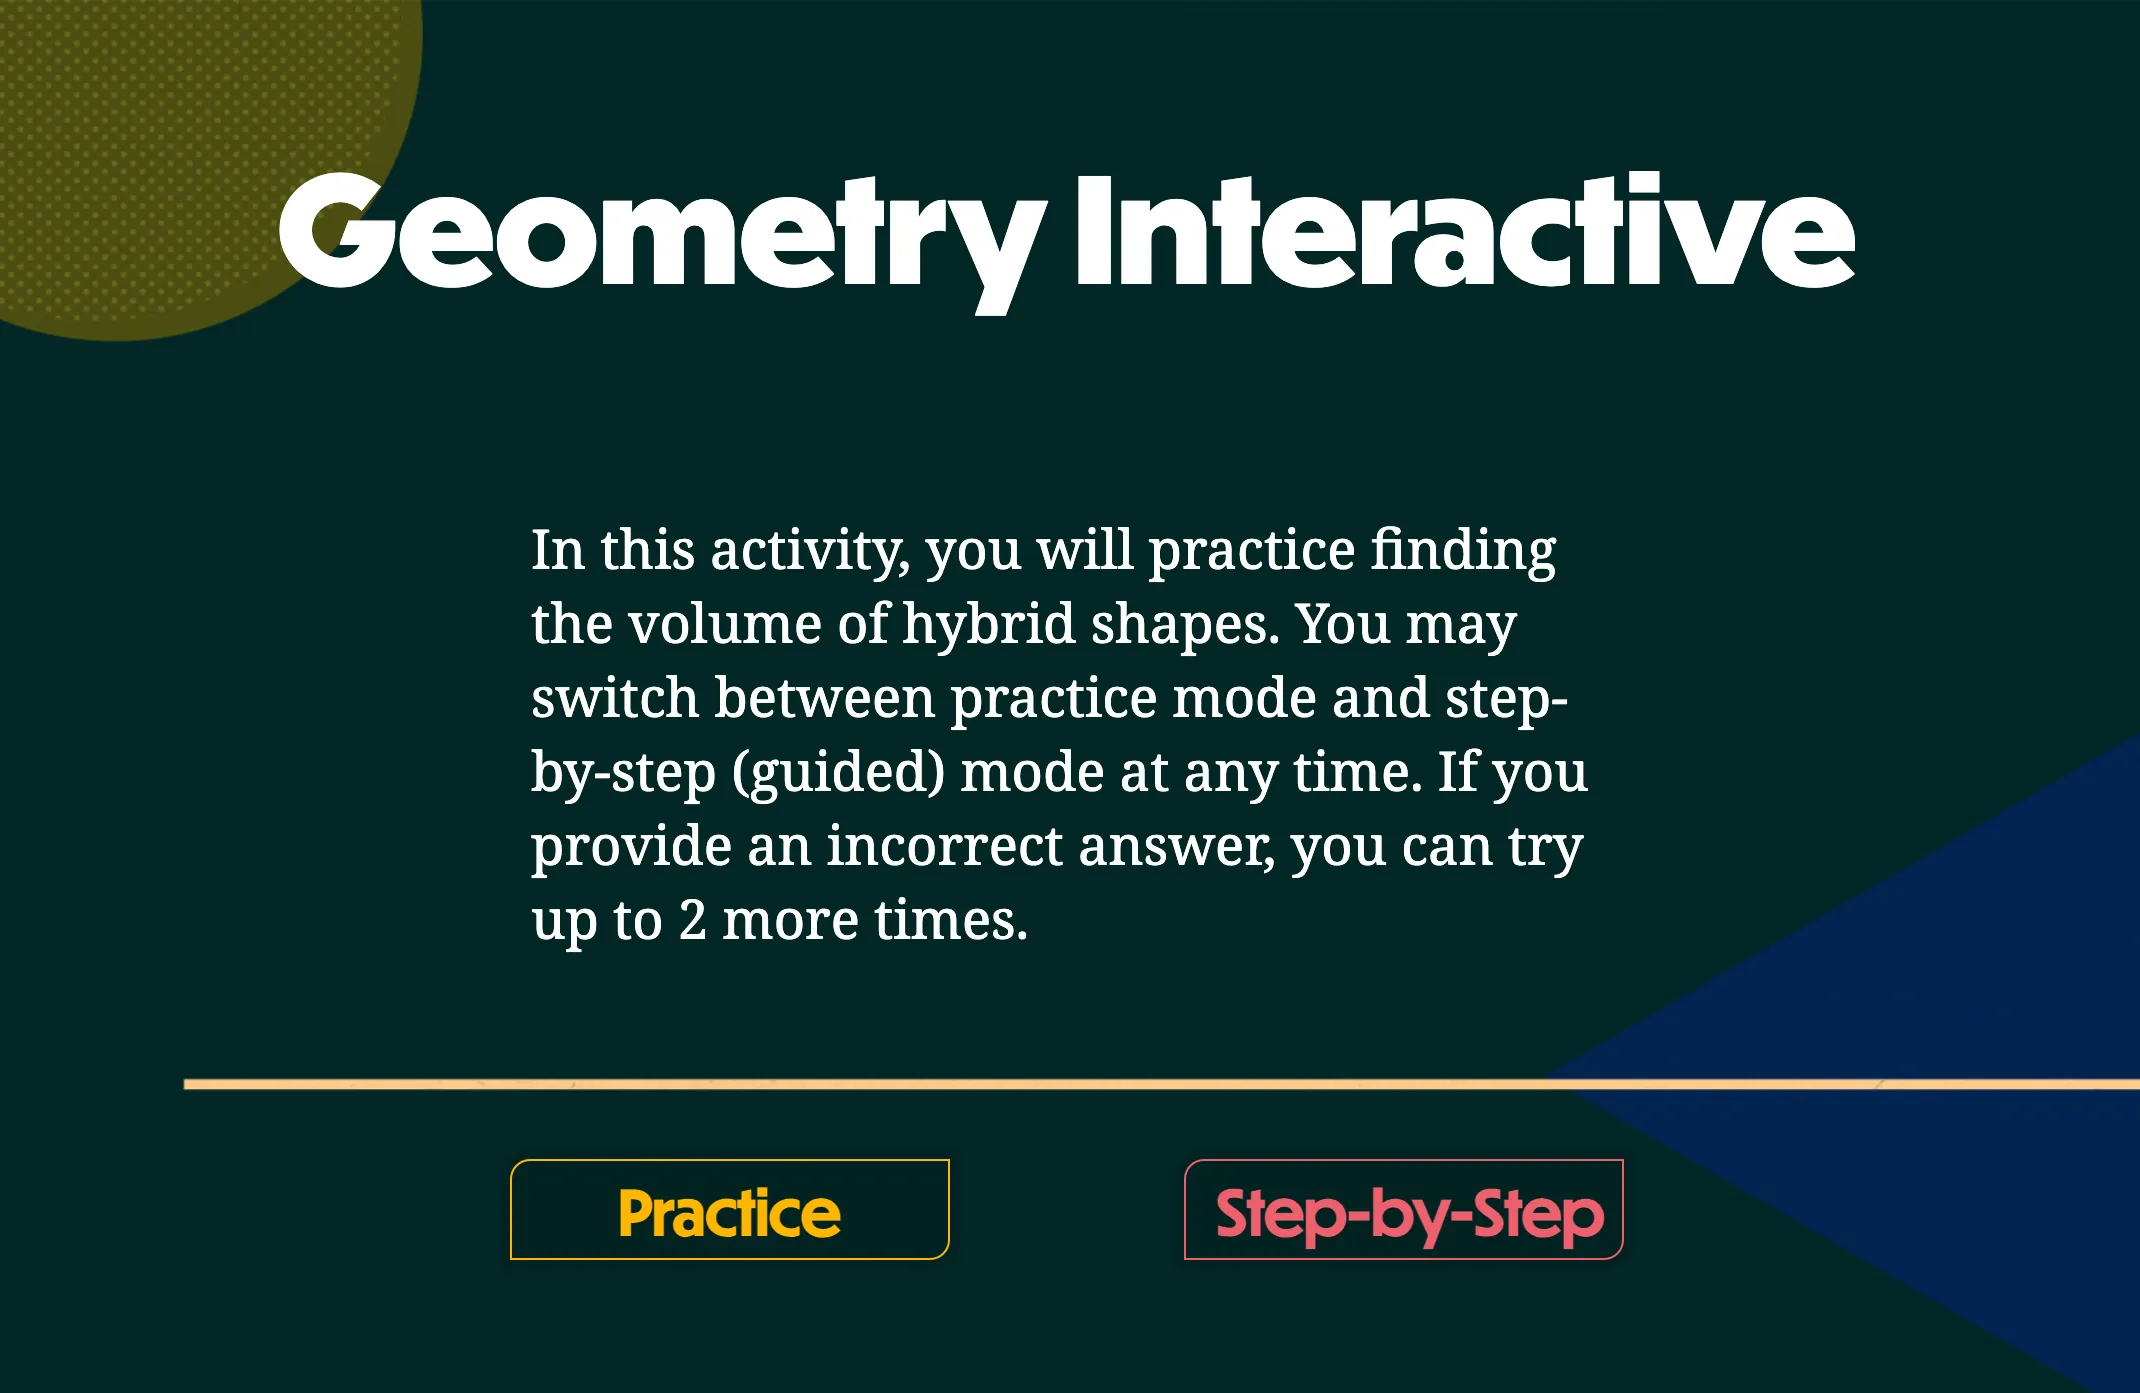 Geometry Interactive
In this activity, you will practice finding
the volume of hybrid shapes. You may
switch between practice mode and step-
by-step (guided) mode at any time. If you
provide an incorrect answer, you can try
up to 2 more times.
Practice
Step-by-Step